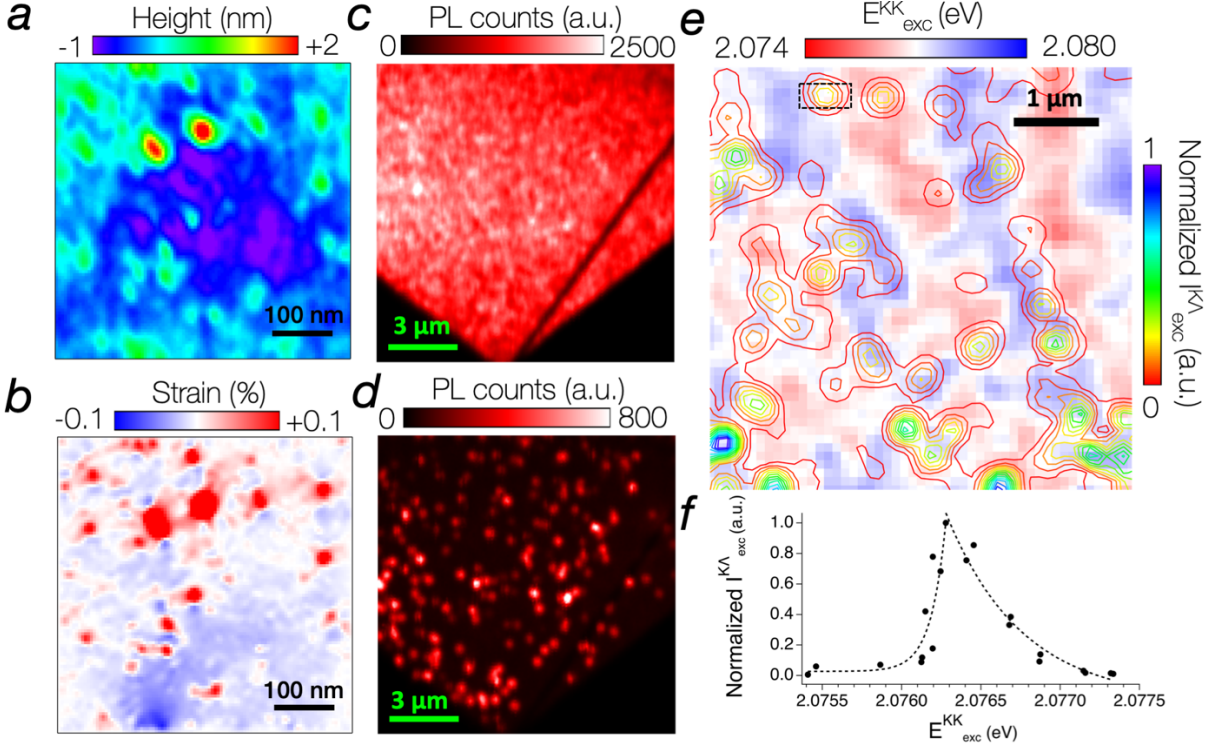 a
Height (nm)
-1
+2
100 nm
b
Strain (%)
-0.1
+0.1
100 nm
c
PL counts (a.u.)
0
2500
3 μm
d
PL counts (a.u.)
0
800
3 μm
e
E^KK_exc (eV)
2.074
2.080
1 μm
1
Normalized I^KΛ_exc (a.u.)
0
f
Normalized I^KΛ_exc (a.u.)
1.0
0.8
0.6
0.4
0.2
0.0
2.0755
2.0760
2.0765
2.0770
2.0775
E^KK_exc (eV)